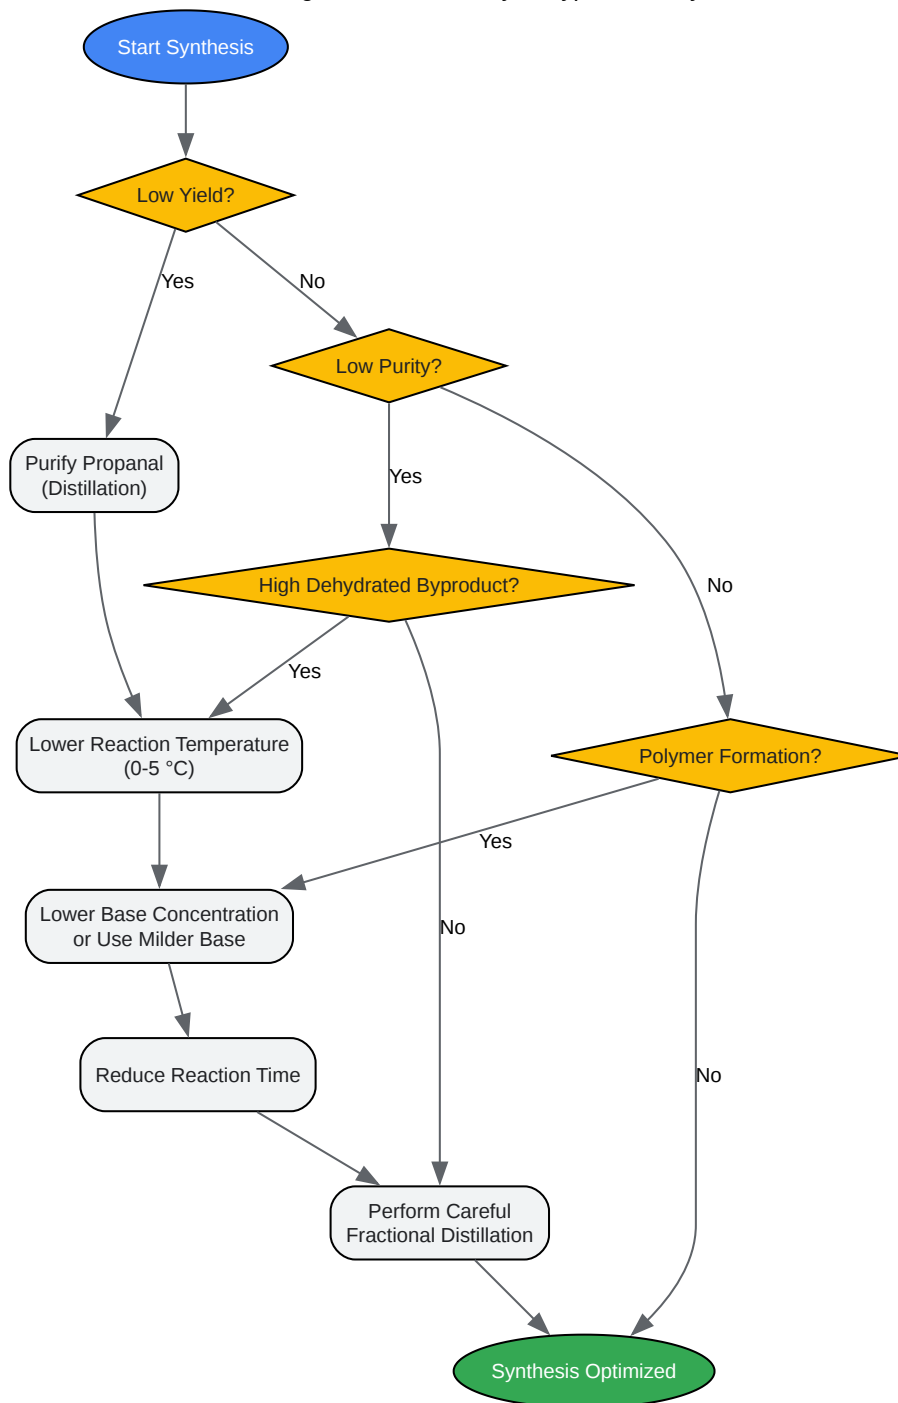 Start Synthesis
Low Yield?
Yes
No
Low Purity?
Yes
Purify Propanal
(Distillation)
High Dehydrated Byproduct?
No
Yes
Lower Reaction Temperature
(0-5 °C)
Polymer Formation?
Yes
Lower Base Concentration
or Use Milder Base
No
Reduce Reaction Time
No
Perform Careful
Fractional Distillation
Synthesis Optimized